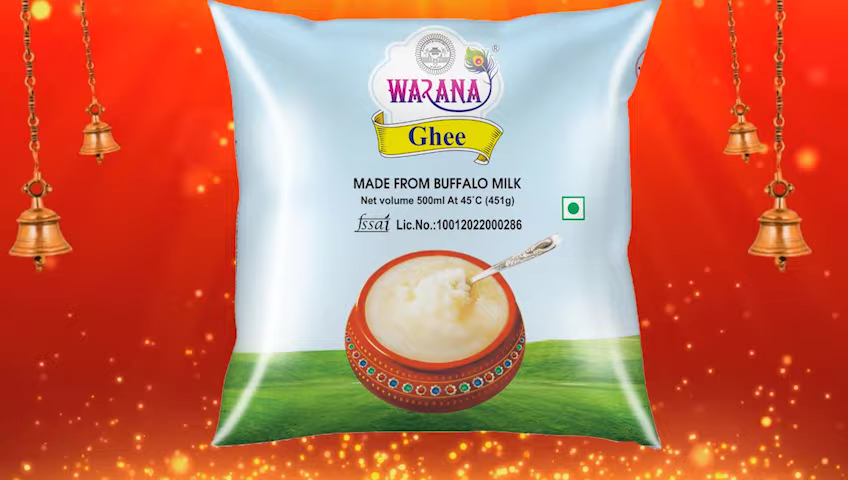 WARANA
®
Ghee
MADE FROM BUFFALO MILK
Net volume 500ml At 45°C (451g)
fssai Lic.No.:10012022000286